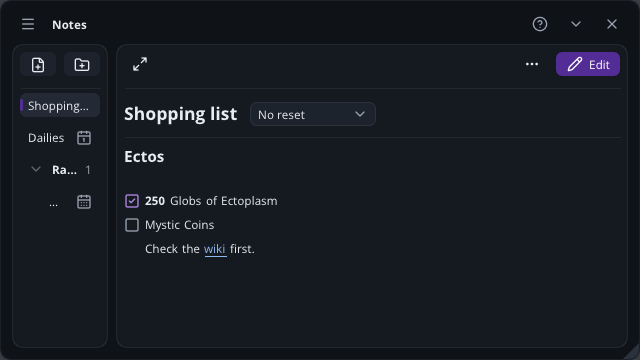 Notes
Shopping...
Dailies
Ra... 1
...
Edit
Shopping list No reset
Ectos
250 Globs of Ectoplasm
Mystic Coins
Check the wiki first.